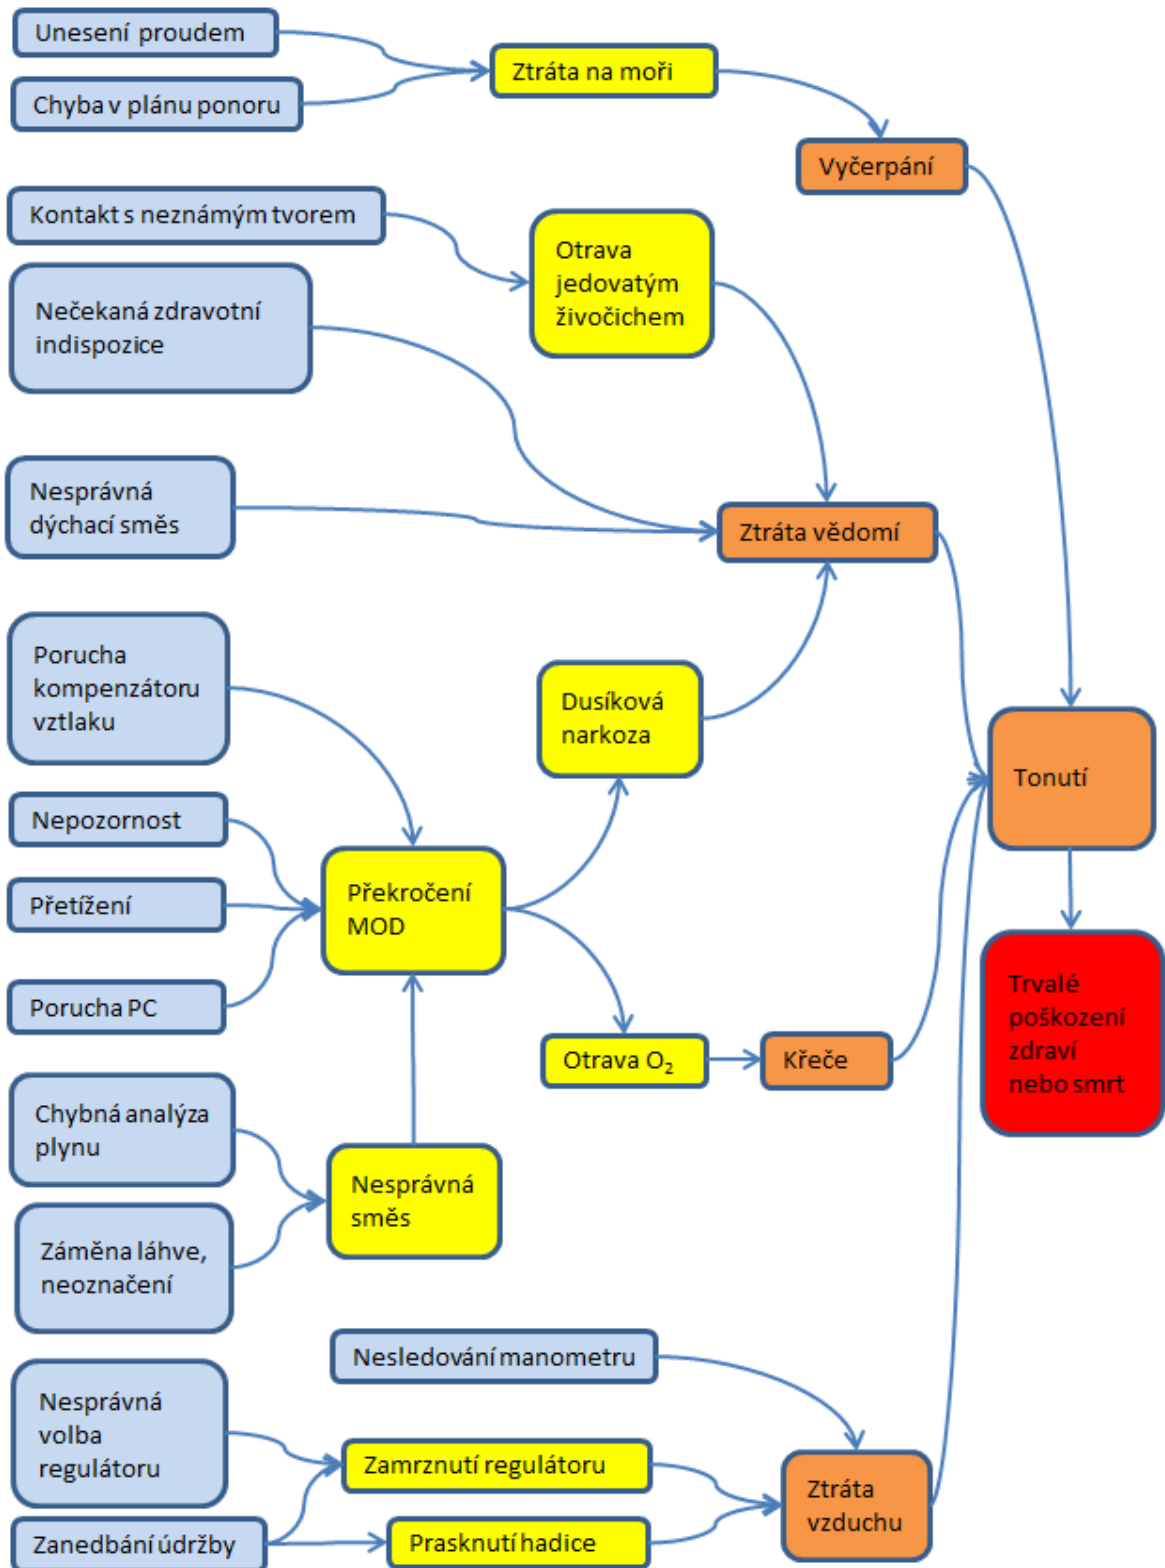 Unesení proudem
Ztráta na moři
Chyba v plánu ponoru
Vyčerpání
Kontakt s neznámým tvorem
Otrava
jedovatým
živočichem
Nečekaná zdravotní
indispozice
Nesprávná
dýchací směs
Ztráta vědomí
Porucha
kompenzátoru
vztlaku
Dusíková
narkoza
Tonutí
Nepozornost
Přetížení
Překročení
MOD
Porucha PC
Otrava O₂
Křeče
Trvalé
poškození
zdraví
nebo smrt
Chybná analýza
plynu
Nesprávná
směs
Záměna láhve,
neoznačení
Nesledování manometru
Nesprávná
volba
regulátoru
Zamrznutí regulátoru
Ztráta
vzduchu
Zanedbání údržby
Prasknutí hadice